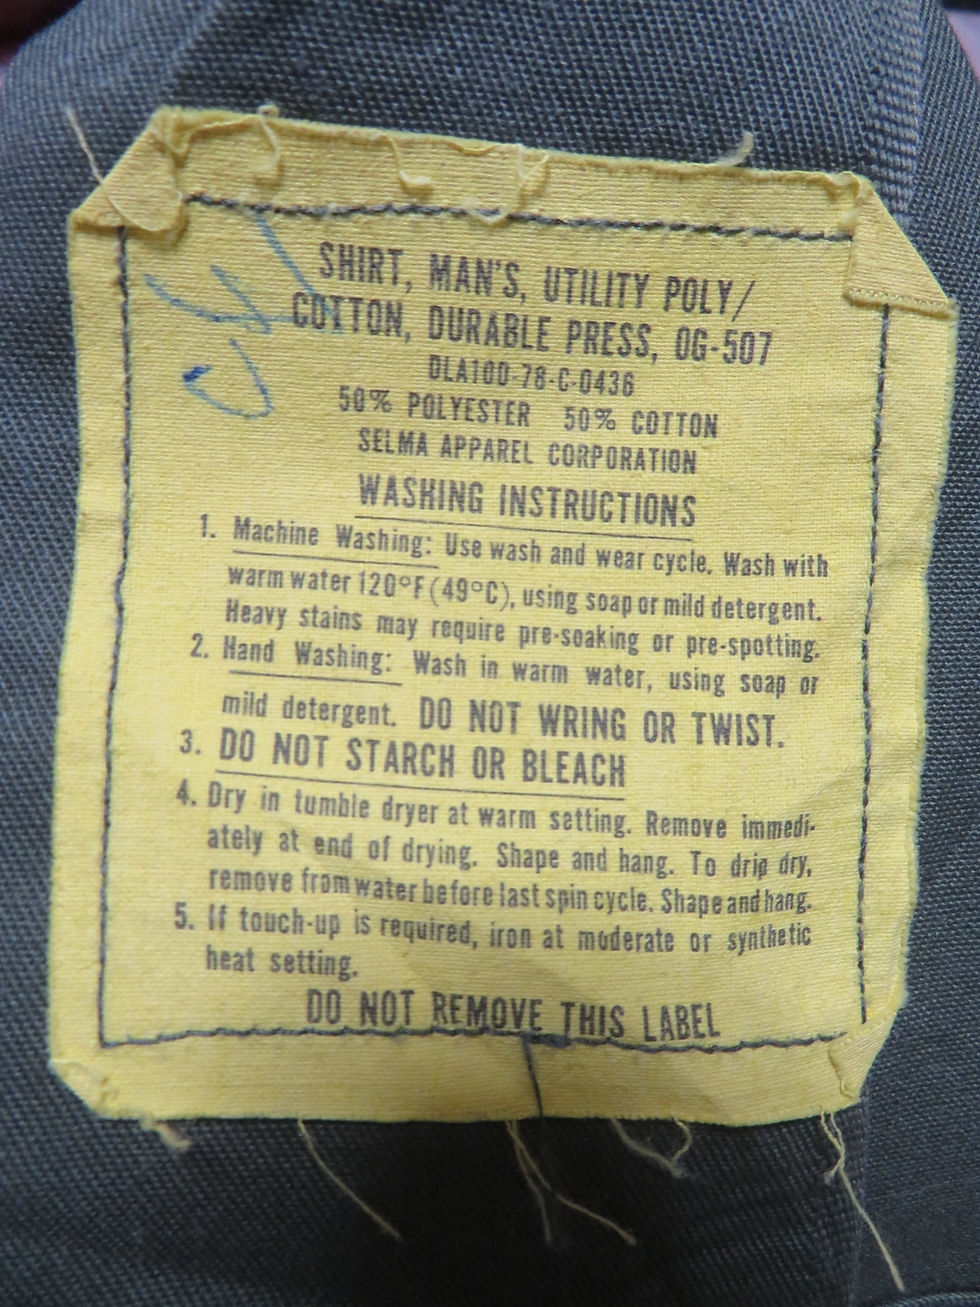 SHIRT, MAN'S, UTILITY POLY/
COTTON, DURABLE PRESS, OG-507
DLA100-78-C-0436
50% POLYESTER 50% COTTON
SELMA APPAREL CORPORATION
WASHING INSTRUCTIONS
1. Machine Washing: Use wash and wear cycle. Wash with
warm water 120°F (49°C), using soap or mild detergent.
Heavy stains may require pre-soaking or pre-spotting.
2. Hand Washing: Wash in warm water, using soap or
mild detergent. DO NOT WRING OR TWIST.
3. DO NOT STARCH OR BLEACH
4. Dry in tumble dryer at warm setting. Remove immedi-
ately at end of drying. Shape and hang. To drip dry,
remove from water before last spin cycle. Shape and hang.
5. If touch-up is required, iron at moderate or synthetic
heat setting.
DO NOT REMOVE THIS LABEL